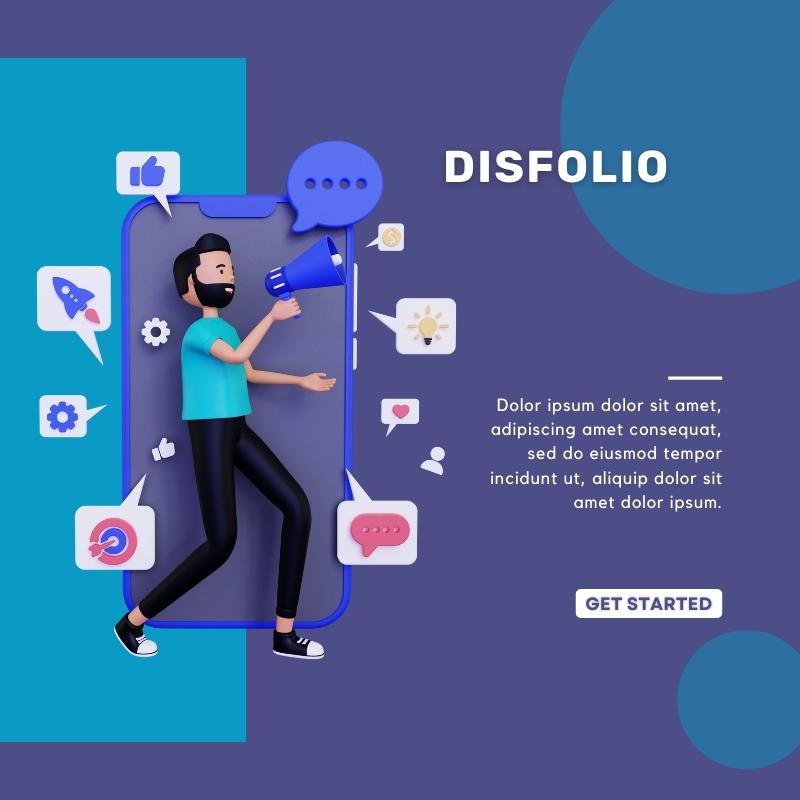 DISFOLIO
Dolor ipsum dolor sit amet,
adipiscing amet consequat,
sed do eiusmod tempor
incidunt ut, aliquip dolor sit
amet dolor ipsum.
GET STARTED